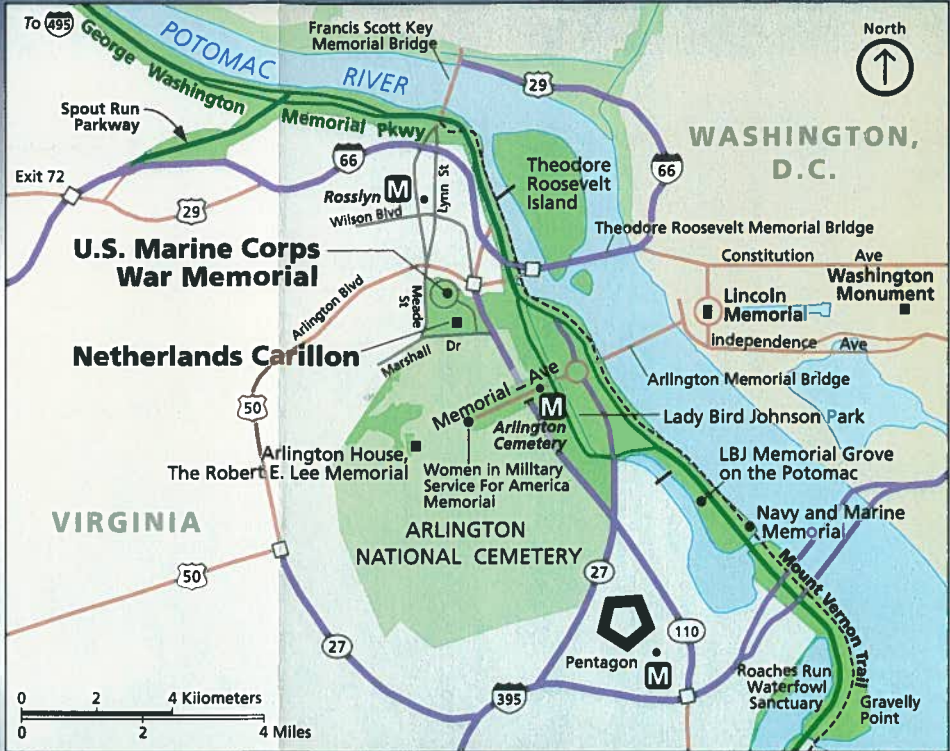 To 495
George Washington Memorial Pkwy
POTOMAC RIVER
Francis Scott Key
Memorial Bridge
29
North
WASHINGTON,
D.C.
Spout Run
Parkway
66
66
Exit 72
29
Rosslyn M
Lynn St
Wilson Blvd
Theodore
Roosevelt
Island
Theodore Roosevelt Memorial Bridge
Constitution Ave
Washington
Monument
Lincoln
Memorial
Independence Ave
U.S. Marine Corps
War Memorial
Arlington Blvd
Meade
St
Netherlands Carillon
Marshall Dr
Arlington Memorial Bridge
Memorial Ave
M
Arlington
Cemetery
Lady Bird Johnson Park
50
Arlington House,
The Robert E. Lee Memorial
Women in Military
Service For America
Memorial
LBJ Memorial Grove
on the Potomac
Navy and Marine
Memorial
VIRGINIA
ARLINGTON
NATIONAL CEMETERY
50
27
Mount Vernon Trail
110
27
Pentagon M
395
Roaches Run
Waterfowl
Sanctuary
Gravelly
Point
0 2 4 Kilometers
0 2 4 Miles